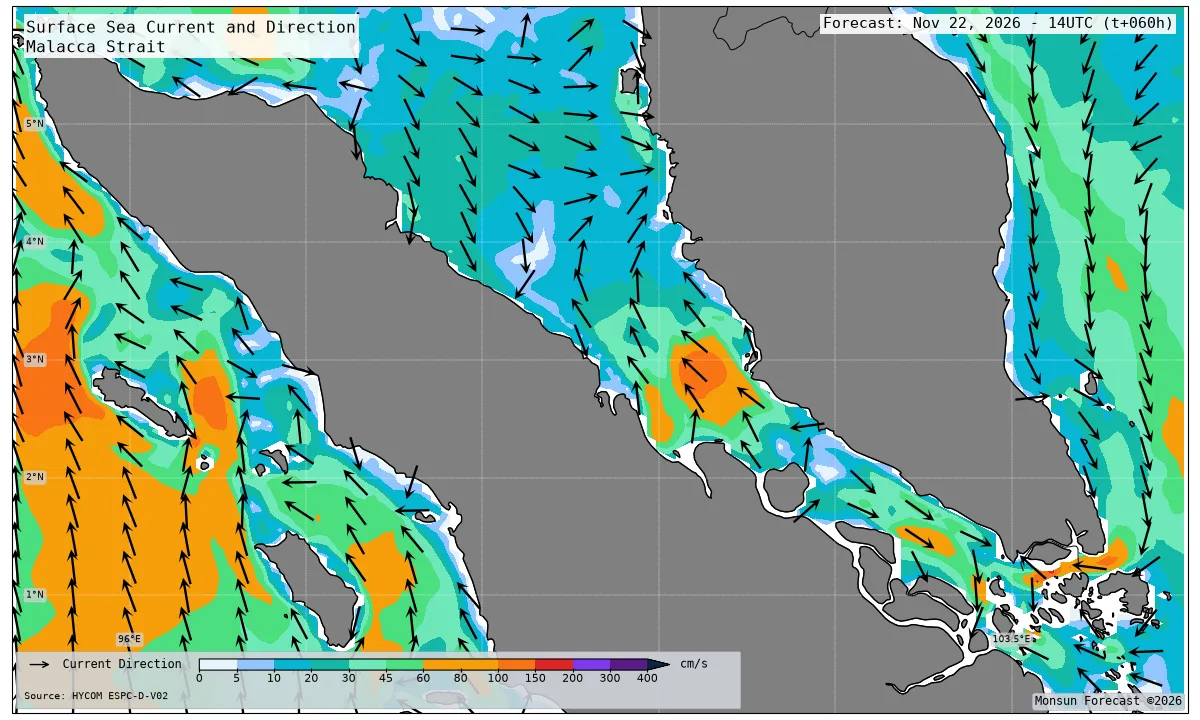 Surface Sea Current and Direction
Malacca Strait
Forecast: Nov 22, 2026 - 14UTC (t+060h)
5°N
4°N
3°N
2°N
1°N
96°E
103.5°E
Current Direction
0 5 10 20 30 45 60 80 100 150 200 300 400
cm/s
Source: HYCOM ESPC-D-V02
Monsun Forecast ©2026